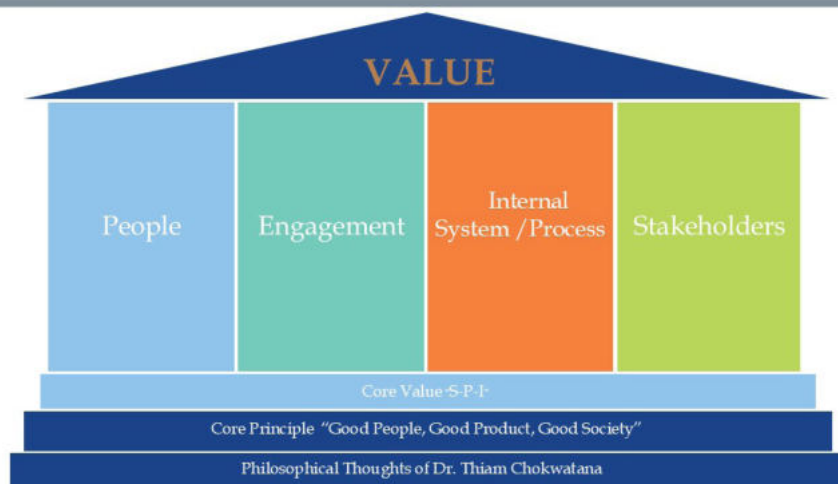 VALUE
People
Engagement
Internal
System /Process
Stakeholders
Core Value "S-P-I"
Core Principle "Good People, Good Product, Good Society"
Philosophical Thoughts of Dr. Thiam Chokwatana